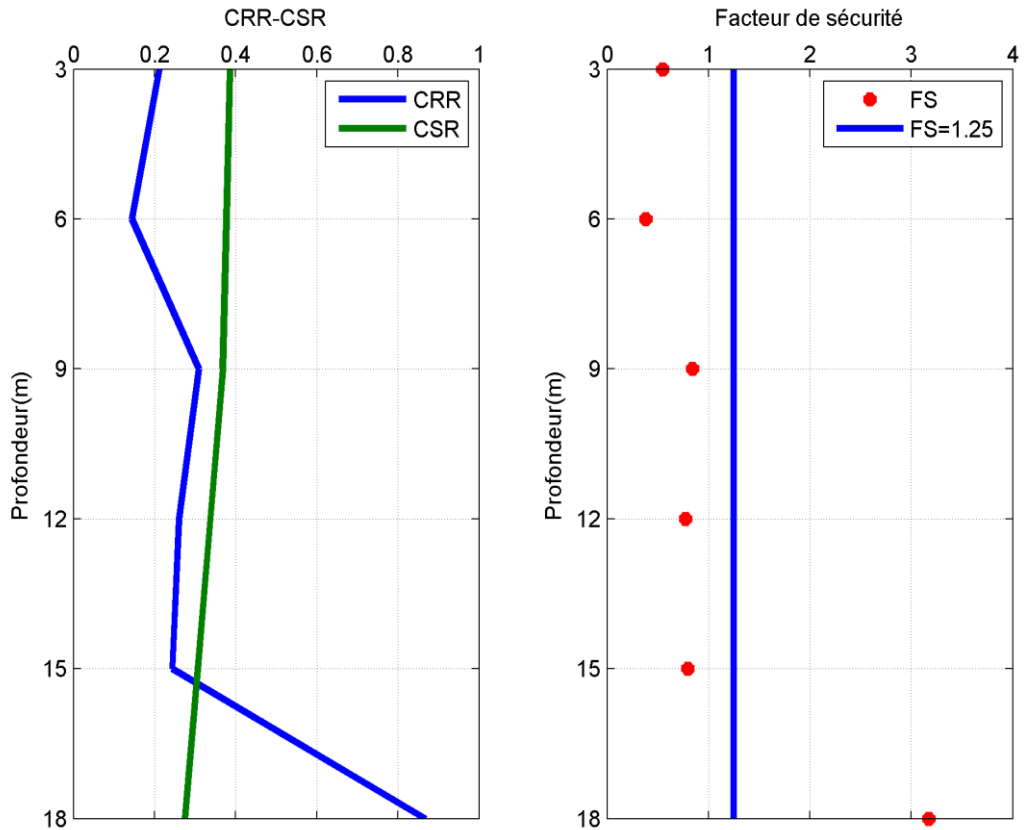 CRR-CSR
0 0.2 0.4 0.6 0.8 1
3
6
9
12
15
18
Profondeur(m)
CRR
CSR
Facteur de sécurité
0 1 2 3 4
3
6
9
12
15
18
Profondeur(m)
FS
FS=1.25